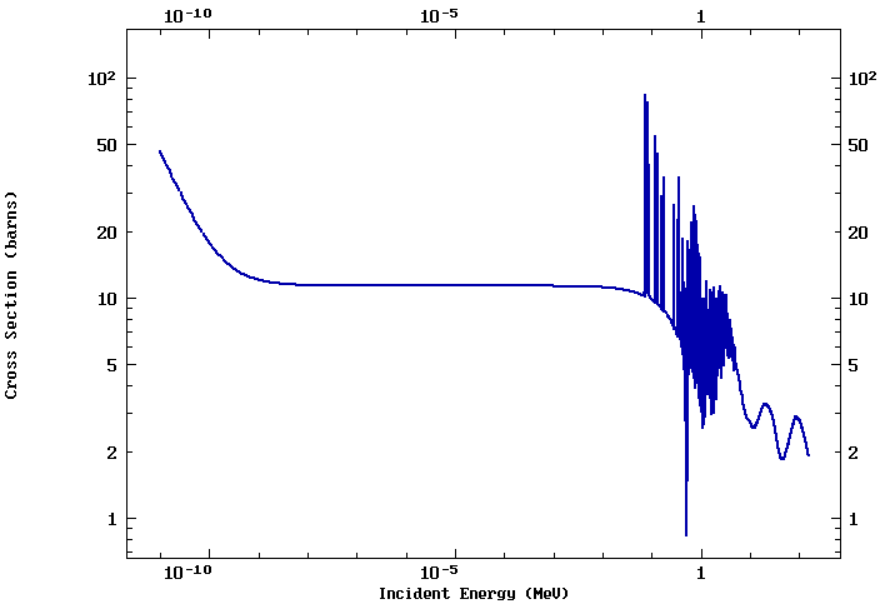 10⁻¹⁰ 10⁻⁵ 1
10² 10²
50 50
20 20
10 10
5 5
2 2
1 1
Cross Section (barns)
10⁻¹⁰ 10⁻⁵ 1
Incident Energy (MeV)